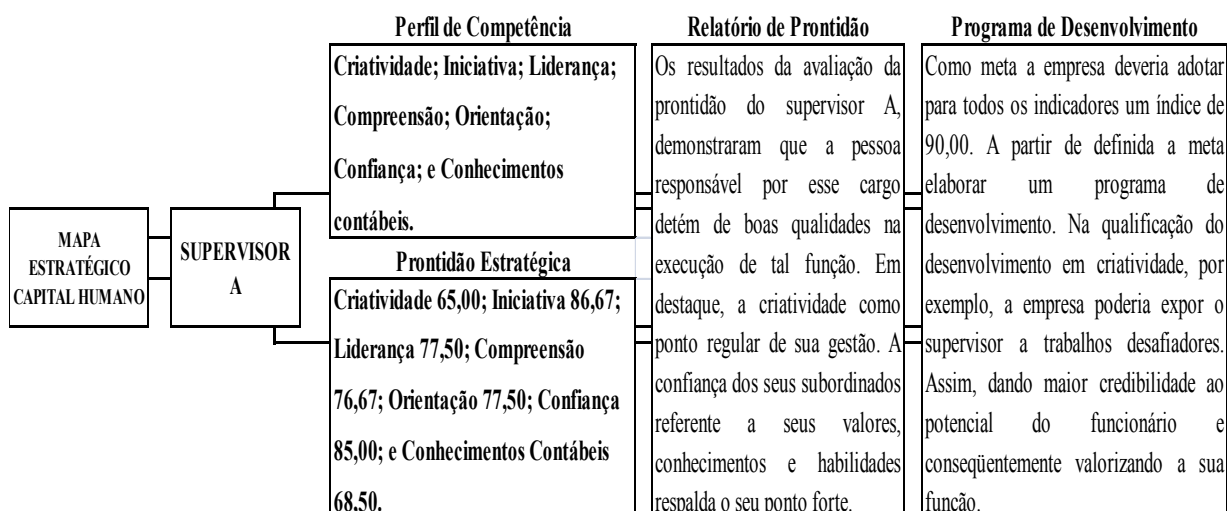 MAPA
ESTRATÉGICO
CAPITAL HUMANO
SUPERVISOR
A
Perfil de Competência
Criatividade; Iniciativa; Liderança;
Compreensão; Orientação;
Confiança; e Conhecimentos
contábeis.
Prontidão Estratégica
Criatividade 65,00; Iniciativa 86,67;
Liderança 77,50; Compreensão
76,67; Orientação 77,50; Confiança
85,00; e Conhecimentos Contábeis
68,50.
Relatório de Prontidão
Os resultados da avaliação da
prontidão do supervisor A,
demonstraram que a pessoa
responsável por esse cargo
detém de boas qualidades na
execução de tal função. Em
destaque, a criatividade como
ponto regular de sua gestão. A
confiança dos seus subordinados
referente a seus valores,
conhecimentos e habilidades
respalda o seu ponto forte.
Programa de Desenvolvimento
Como meta a empresa deveria adotar
para todos os indicadores um índice de
90,00. A partir de definida a meta
elaborar um programa de
desenvolvimento. Na qualificação do
desenvolvimento em criatividade, por
exemplo, a empresa poderia expor o
supervisor a trabalhos desafiadores.
Assim, dando maior credibilidade ao
potencial do funcionário e
conseqüentemente valorizando a sua
função.